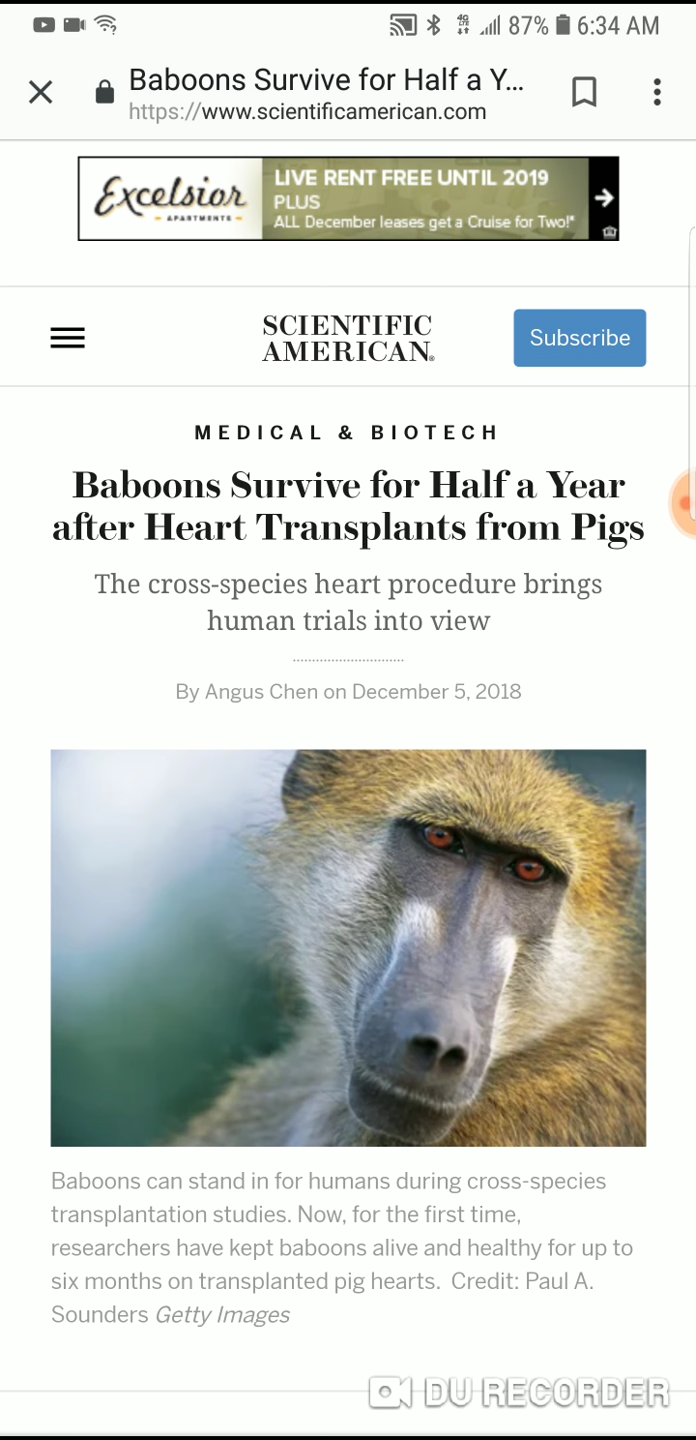 4G
LTE
87%
6:34 AM
Baboons Survive for Half a Y...
https://www.scientificamerican.com
Excelsior
APARTMENTS
LIVE RENT FREE UNTIL 2019
PLUS
ALL December leases get a Cruise for Two!*
SCIENTIFIC
AMERICAN®
Subscribe
MEDICAL & BIOTECH
Baboons Survive for Half a Year
after Heart Transplants from Pigs
The cross-species heart procedure brings
human trials into view
By Angus Chen on December 5, 2018
Baboons can stand in for humans during cross-species
transplantation studies. Now, for the first time,
researchers have kept baboons alive and healthy for up to
six months on transplanted pig hearts. Credit: Paul A.
Sounders Getty Images
DU RECORDER